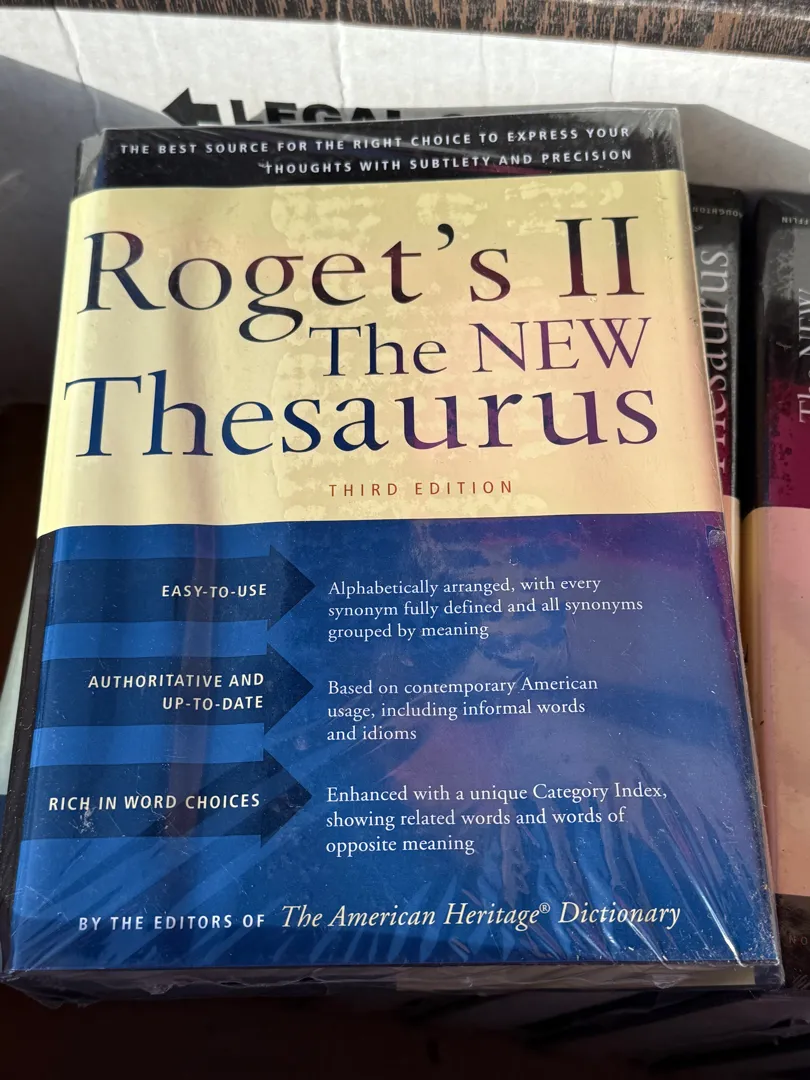 LEGAL
THE BEST SOURCE FOR THE RIGHT CHOICE TO EXPRESS YOUR
THOUGHTS WITH SUBTLETY AND PRECISION
Roget's II
The NEW
Thesaurus
THIRD EDITION
EASY-TO-USE
Alphabetically arranged, with every
synonym fully defined and all synonyms
grouped by meaning
AUTHORITATIVE AND
UP-TO-DATE
Based on contemporary American
usage, including informal words
and idioms
RICH IN WORD CHOICES
Enhanced with a unique Category Index,
showing related words and words of
opposite meaning
BY THE EDITORS OF The American Heritage® Dictionary
Thesaurus
The NEW